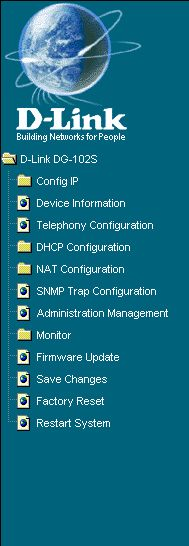 D-Link
Building Networks for People
D-Link DG-102S
Config IP
Device Information
Telephony Configuration
DHCP Configuration
NAT Configuration
SNMP Trap Configuration
Administration Management
Monitor
Firmware Update
Save Changes
Factory Reset
Restart System